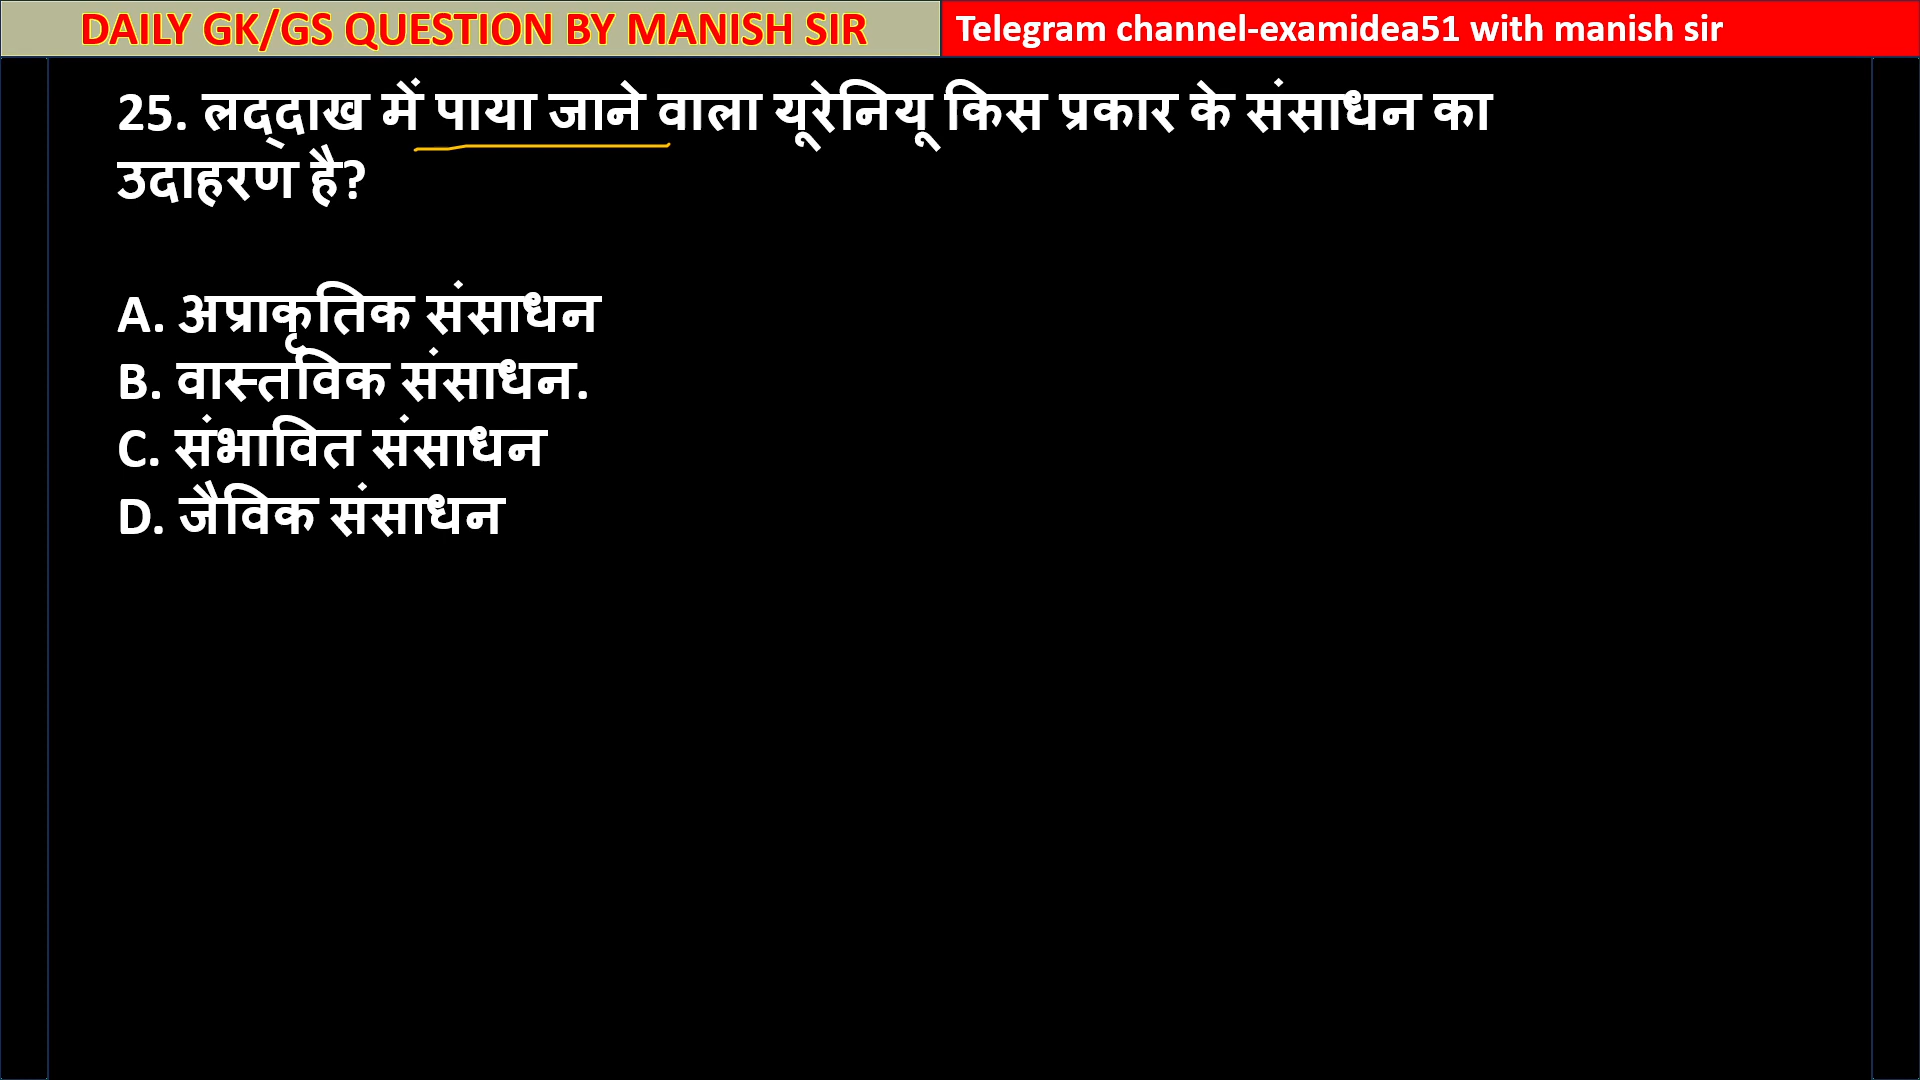 DAILY GK/GS QUESTION BY MANISH SIR
Telegram channel-examidea51 with manish sir
25. लद्दाख में पाया जाने वाला यूरेनियू किस प्रकार के संसाधन का
उदाहरण है?
A. अप्राकृतिक संसाधन
B. वास्तविक संसाधन.
C. संभावित संसाधन
D. जैविक संसाधन